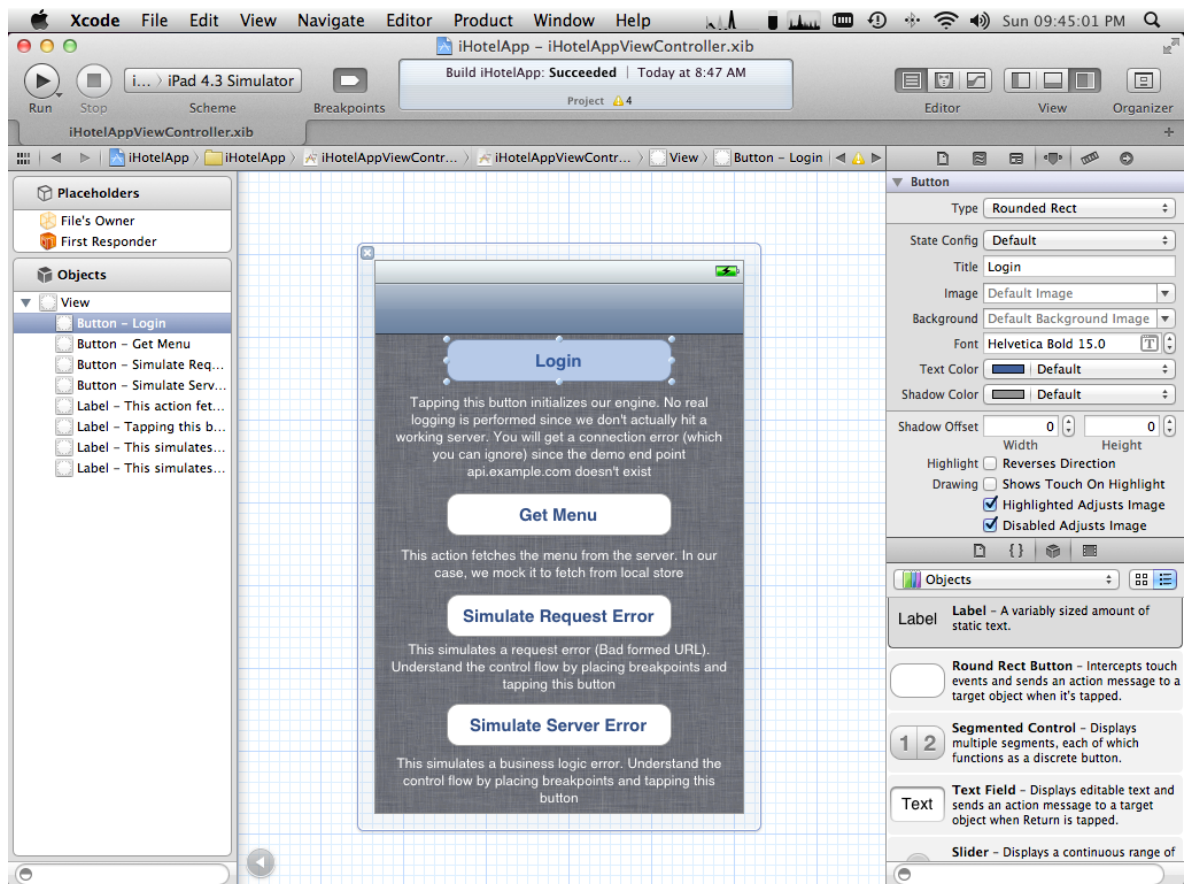 Xcode File Edit View Navigate Editor Product Window Help Sun 09:45:01 PM
iHotelApp – iHotelAppViewController.xib
i... iPad 4.3 Simulator
Build iHotelApp: Succeeded | Today at 8:47 AM
Project 4
Run Stop Scheme Breakpoints Editor View Organizer
iHotelAppViewController.xib
iHotelApp iHotelApp iHotelAppViewContr... iHotelAppViewContr... View Button – Login
Placeholders
File's Owner
First Responder
Objects
View
Button – Login
Button – Get Menu
Button – Simulate Req...
Button – Simulate Serv...
Label – This action fet...
Label – Tapping this b...
Label – This simulates...
Label – This simulates...
Login
Tapping this button initializes our engine. No real
logging is performed since we don't actually hit a
working server. You will get a connection error (which
you can ignore) since the demo end point
api.example.com doesn't exist
Get Menu
This action fetches the menu from the server. In our
case, we mock it to fetch from local store
Simulate Request Error
This simulates a request error (Bad formed URL).
Understand the control flow by placing breakpoints and
tapping this button
Simulate Server Error
This simulates a business logic error. Understand the
control flow by placing breakpoints and tapping this
button
Button
Type Rounded Rect
State Config Default
Title Login
Image Default Image
Background Default Background Image
Font Helvetica Bold 15.0 T
Text Color Default
Shadow Color Default
Shadow Offset 0 0
Width Height
Highlight Reverses Direction
Drawing Shows Touch On Highlight
Highlighted Adjusts Image
Disabled Adjusts Image
{}
Objects
Label Label – A variably sized amount of
static text.
Round Rect Button – Intercepts touch
events and sends an action message to a
target object when it's tapped.
1 2 Segmented Control – Displays
multiple segments, each of which
functions as a discrete button.
Text Text Field – Displays editable text and
sends an action message to a target
object when Return is tapped.
Slider – Displays a continuous range of